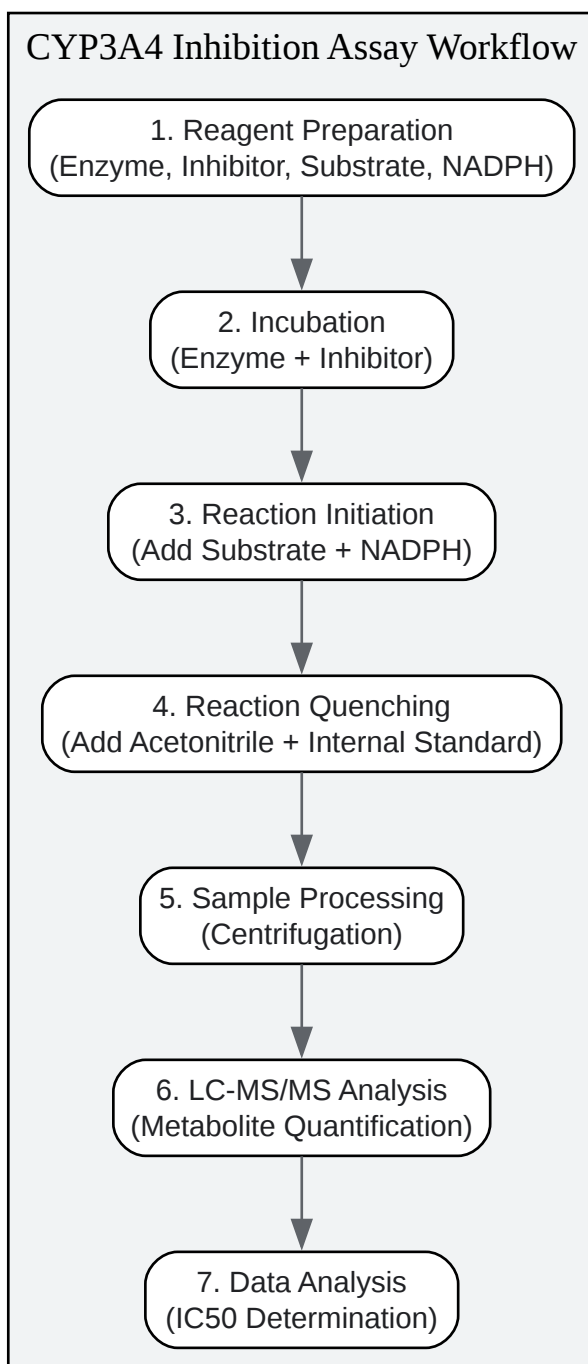 CYP3A4 Inhibition Assay Workflow
1. Reagent Preparation
(Enzyme, Inhibitor, Substrate, NADPH)
2. Incubation
(Enzyme + Inhibitor)
3. Reaction Initiation
(Add Substrate + NADPH)
4. Reaction Quenching
(Add Acetonitrile + Internal Standard)
5. Sample Processing
(Centrifugation)
6. LC-MS/MS Analysis
(Metabolite Quantification)
7. Data Analysis
(IC50 Determination)